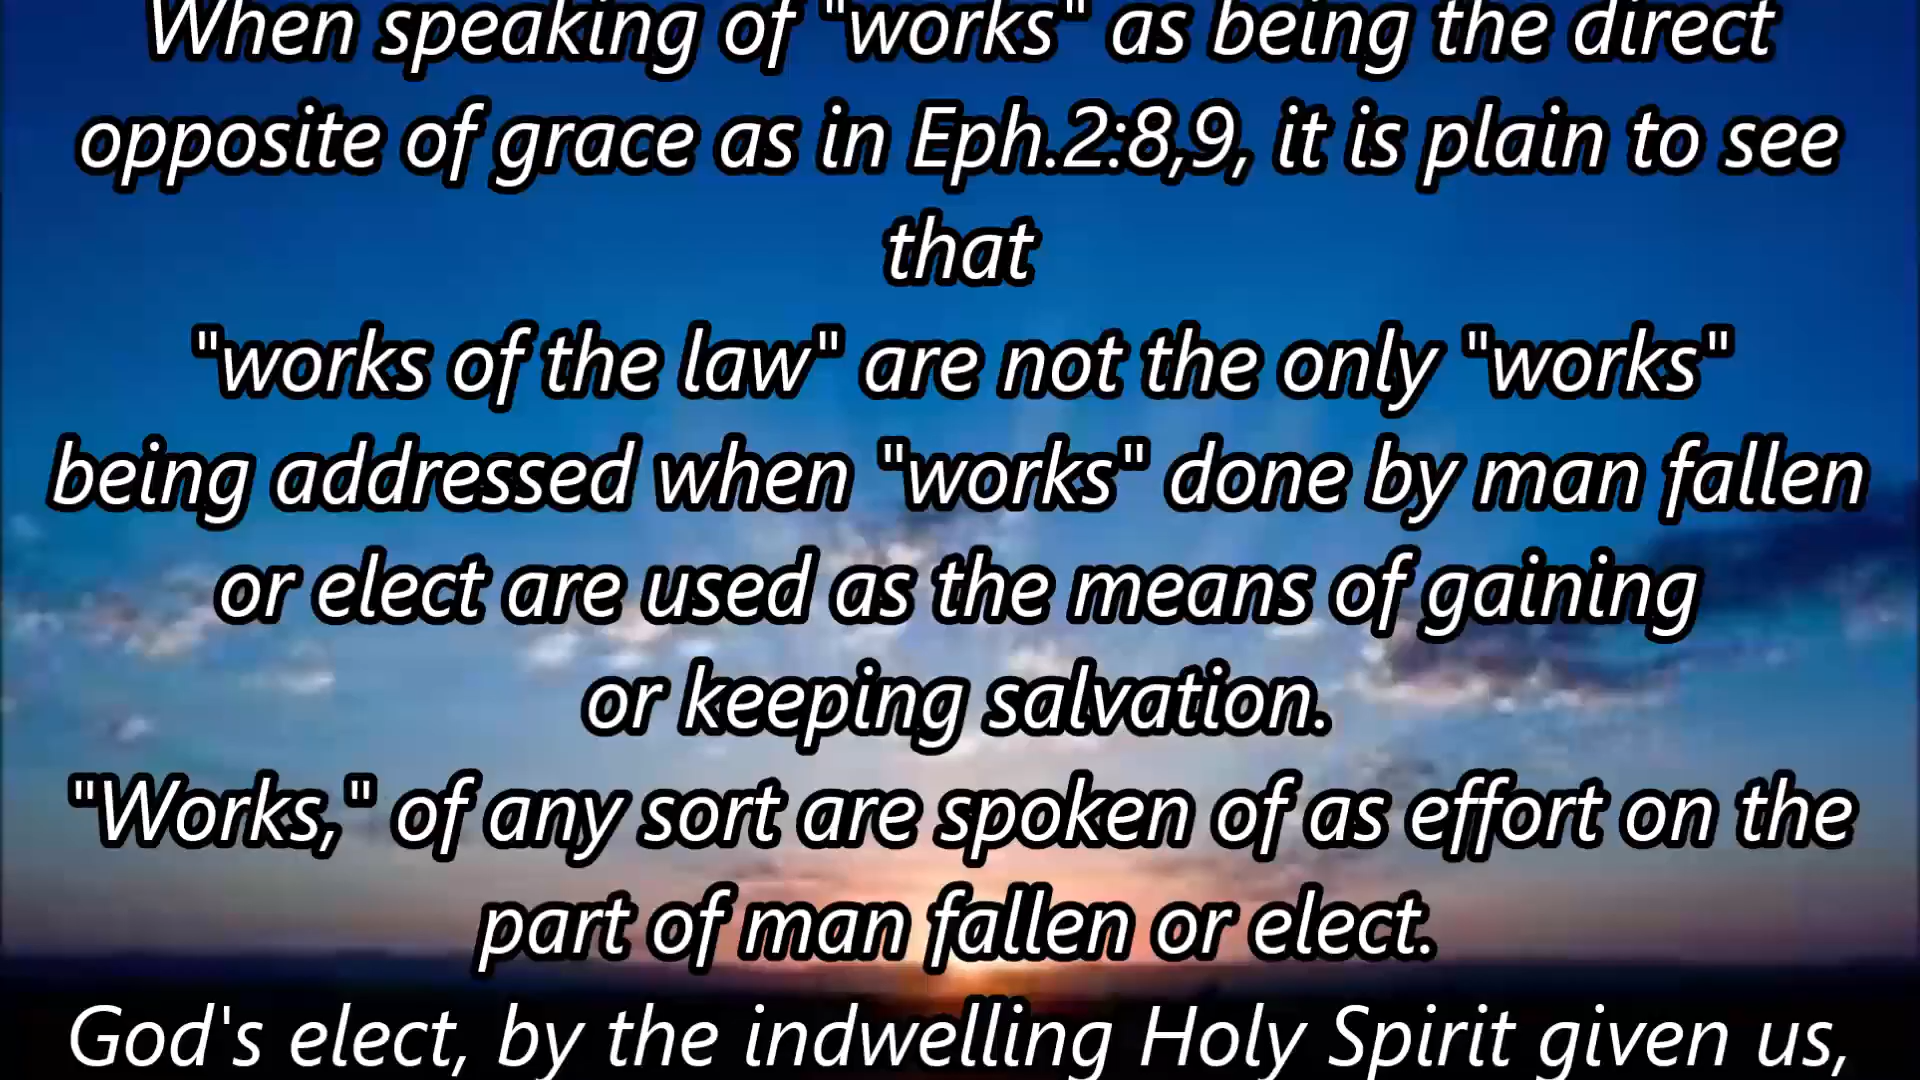 When speaking of "works" as being the direct
opposite of grace as in Eph.2:8,9, it is plain to see
that
"works of the law" are not the only "works"
being addressed when "works" done by man fallen
or elect are used as the means of gaining
or keeping salvation.
"Works," of any sort are spoken of as effort on the
part of man fallen or elect.
God's elect, by the indwelling Holy Spirit given us,